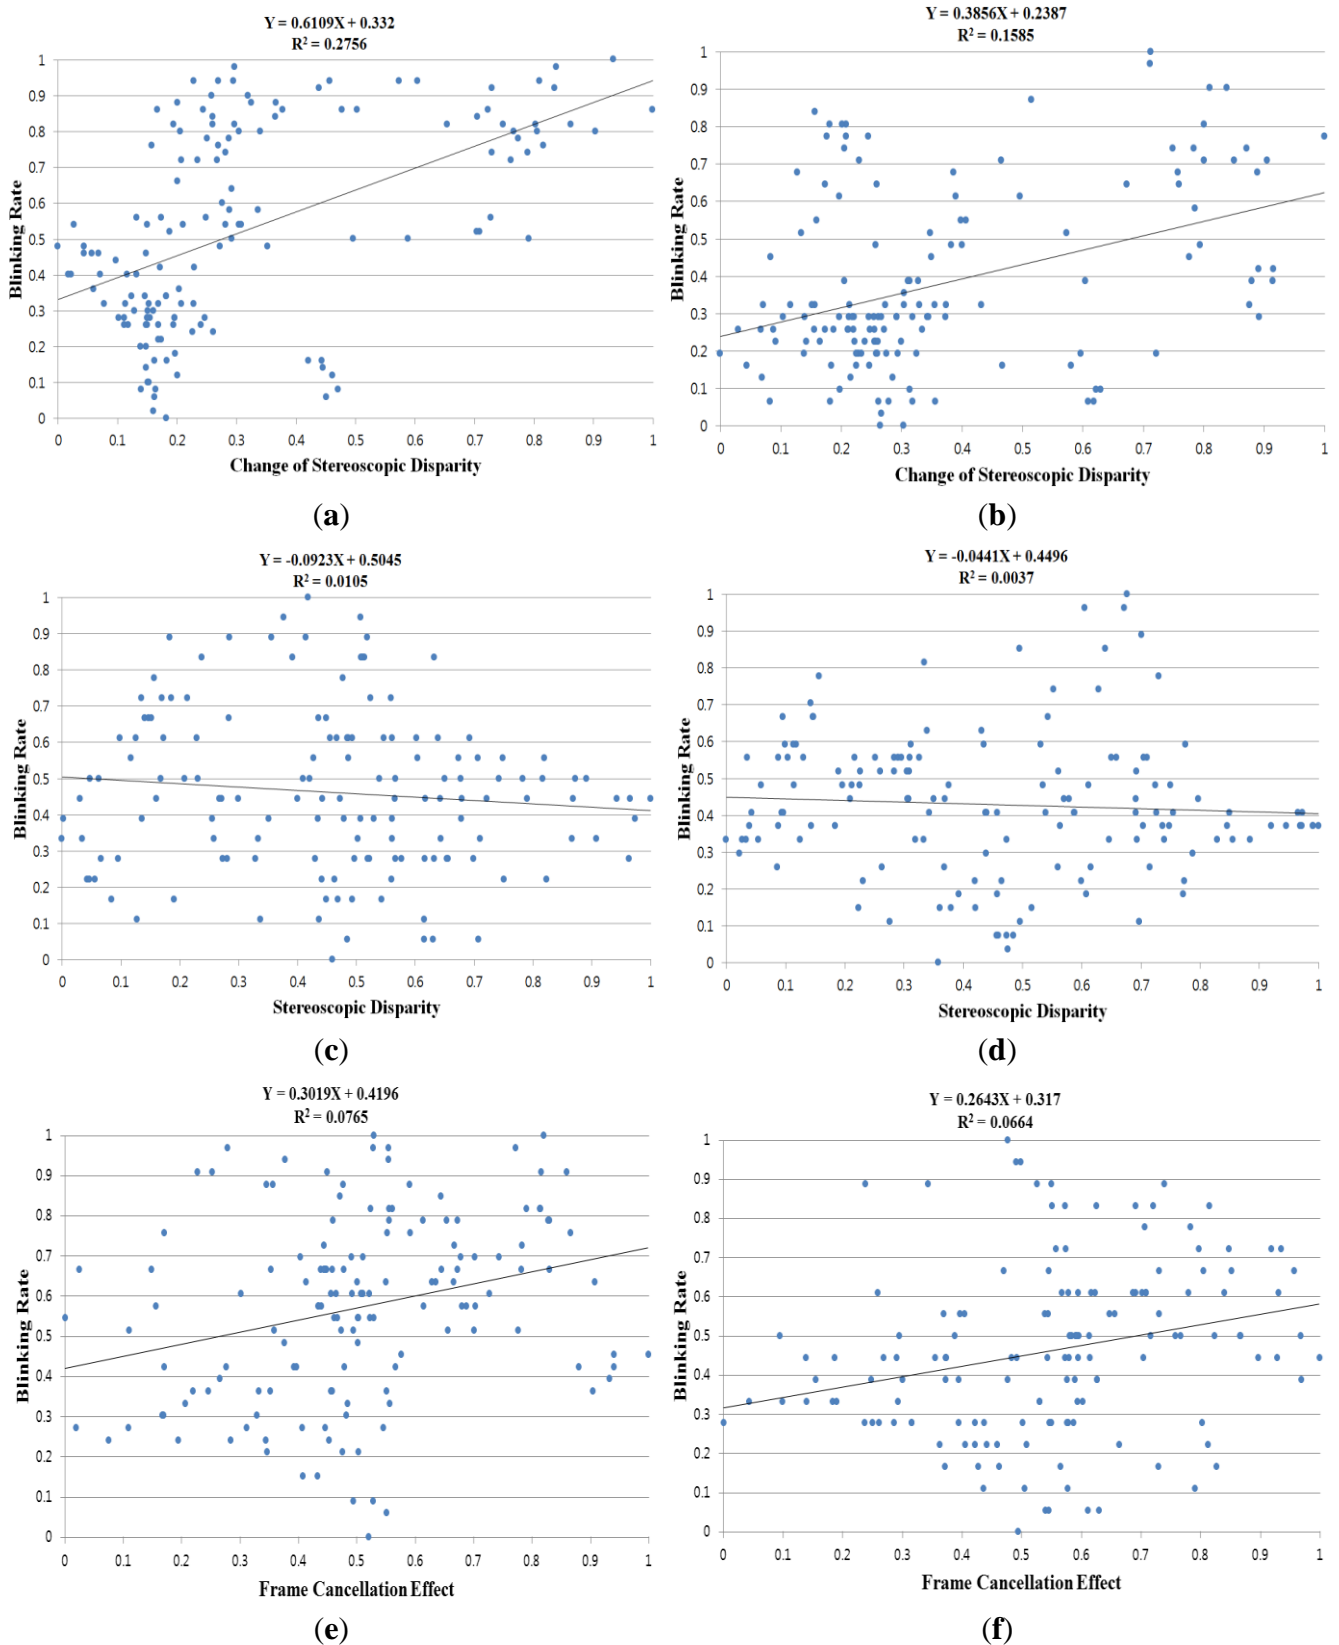 Y = 0.6109X + 0.332
R² = 0.2756
1
0.9
0.8
0.7
0.6
0.5
0.4
0.3
0.2
0.1
0
Blinking Rate
0 0.1 0.2 0.3 0.4 0.5 0.6 0.7 0.8 0.9 1
Change of Stereoscopic Disparity
(a)
Y = 0.3856X + 0.2387
R² = 0.1585
1
0.9
0.8
0.7
0.6
0.5
0.4
0.3
0.2
0.1
0
Blinking Rate
0 0.1 0.2 0.3 0.4 0.5 0.6 0.7 0.8 0.9 1
Change of Stereoscopic Disparity
(b)
Y = -0.0923X + 0.5045
R² = 0.0105
1
0.9
0.8
0.7
0.6
0.5
0.4
0.3
0.2
0.1
0
Blinking Rate
0 0.1 0.2 0.3 0.4 0.5 0.6 0.7 0.8 0.9 1
Stereoscopic Disparity
(c)
Y = -0.0441X + 0.4496
R² = 0.0037
1
0.9
0.8
0.7
0.6
0.5
0.4
0.3
0.2
0.1
0
Blinking Rate
0 0.1 0.2 0.3 0.4 0.5 0.6 0.7 0.8 0.9 1
Stereoscopic Disparity
(d)
Y = 0.3019X + 0.4196
R² = 0.0765
1
0.9
0.8
0.7
0.6
0.5
0.4
0.3
0.2
0.1
0
Blinking Rate
0 0.1 0.2 0.3 0.4 0.5 0.6 0.7 0.8 0.9 1
Frame Cancellation Effect
(e)
Y = 0.2643X + 0.317
R² = 0.0664
1
0.9
0.8
0.7
0.6
0.5
0.4
0.3
0.2
0.1
0
Blinking Rate
0 0.1 0.2 0.3 0.4 0.5 0.6 0.7 0.8 0.9 1
Frame Cancellation Effect
(f)